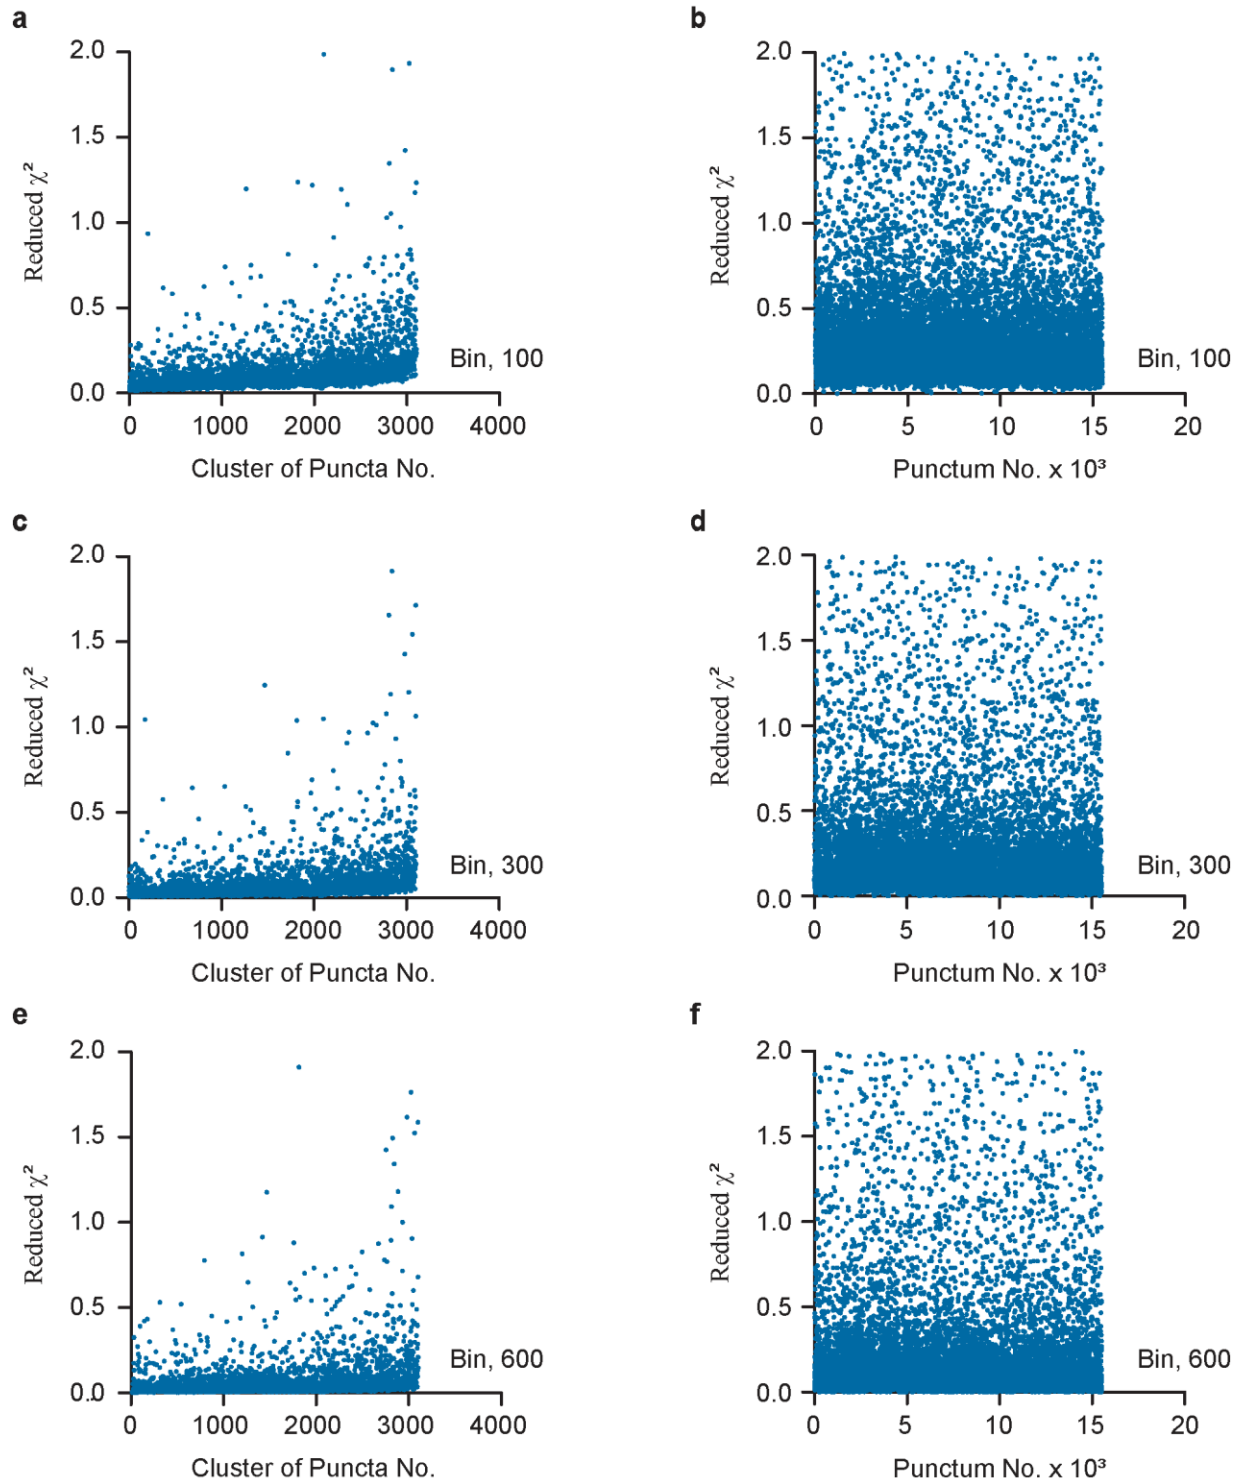 a
2.0
1.5
1.0
0.5
0.0
Reduced χ²
0 1000 2000 3000 4000
Cluster of Puncta No.
Bin, 100
b
2.0
1.5
1.0
0.5
0.0
Reduced χ²
0 5 10 15 20
Punctum No. x 10³
Bin, 100
c
2.0
1.5
1.0
0.5
0.0
Reduced χ²
0 1000 2000 3000 4000
Cluster of Puncta No.
Bin, 300
d
2.0
1.5
1.0
0.5
0.0
Reduced χ²
0 5 10 15 20
Punctum No. x 10³
Bin, 300
e
2.0
1.5
1.0
0.5
0.0
Reduced χ²
0 1000 2000 3000 4000
Cluster of Puncta No.
Bin, 600
f
2.0
1.5
1.0
0.5
0.0
Reduced χ²
0 5 10 15 20
Punctum No. x 10³
Bin, 600